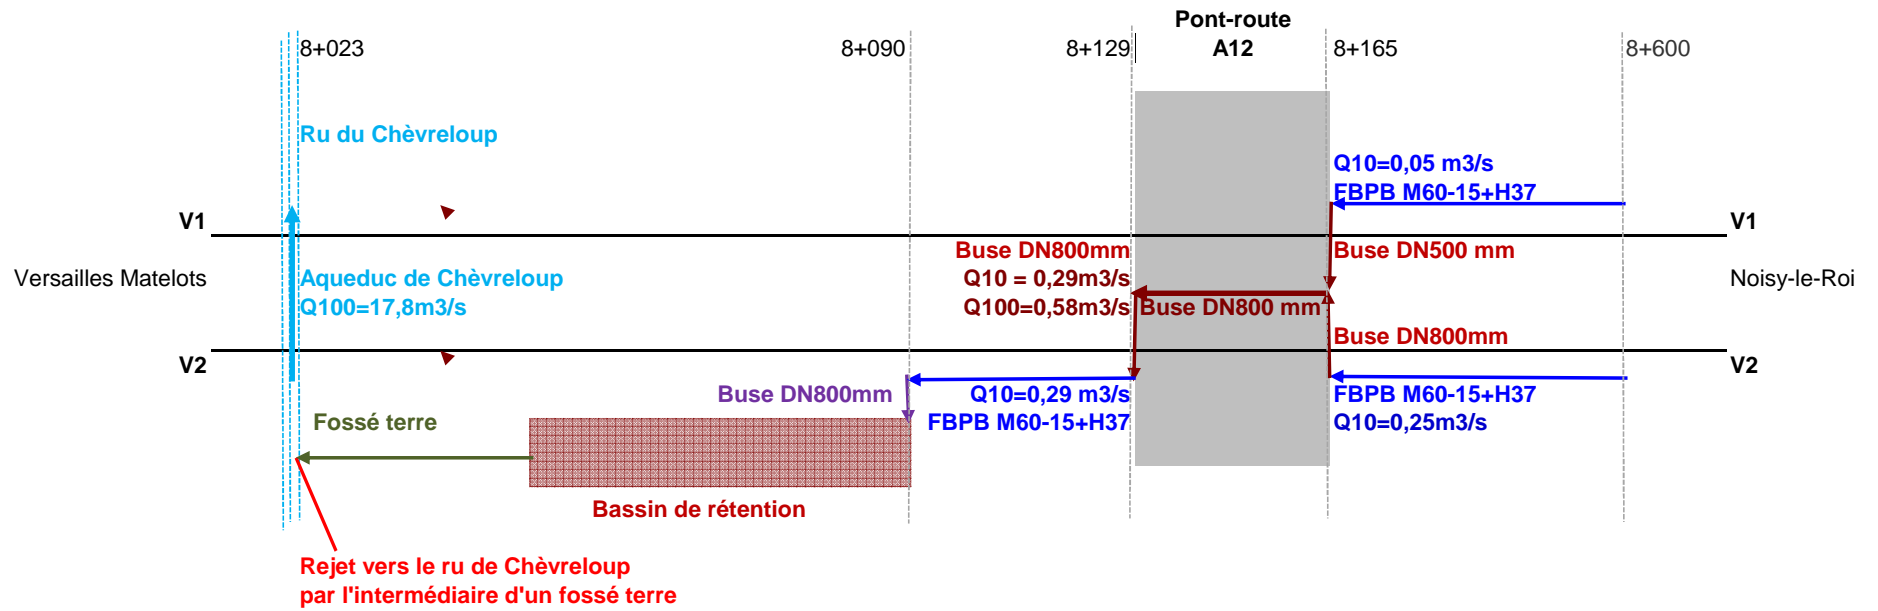 Pont-route
8+023
8+090
8+129
A12
8+165
8+600
Ru du Chèvreloup
Q10=0,05 m3/s
FBPB M60-15+H37
V1
V1
Buse DN800mm
Buse DN500 mm
Versailles Matelots
Aqueduc de Chèvreloup
Q10 = 0,29m3/s
Noisy-le-Roi
Q100=17,8m3/s
Q100=0,58m3/s
Buse DN800 mm
Buse DN800mm
V2
V2
Buse DN800mm
Q10=0,29 m3/s
FBPB M60-15+H37
Fossé terre
FBPB M60-15+H37
Q10=0,25m3/s
Bassin de rétention
Rejet vers le ru de Chèvreloup
par l'intermédiaire d'un fossé terre